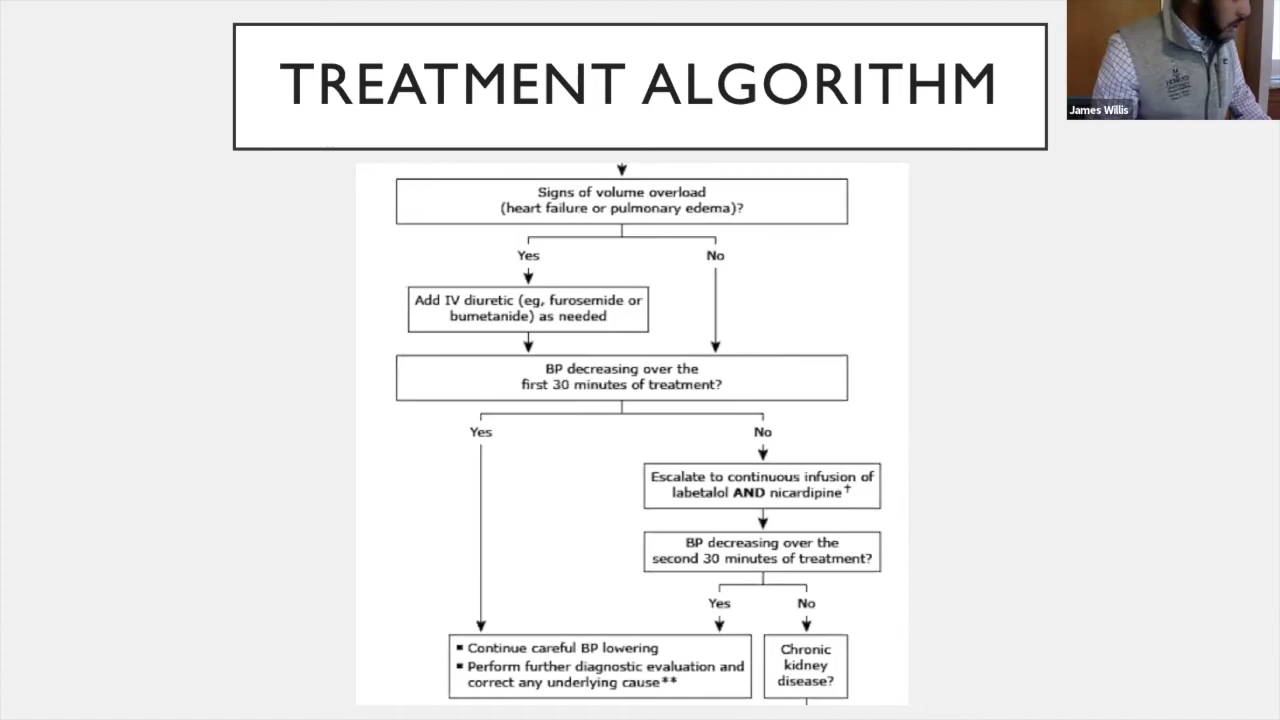 TREATMENT ALGORITHM
James Willis
Signs of volume overload
(heart failure or pulmonary edema)?
Yes
No
Add IV diuretic (eg, furosemide or
bumetanide) as needed
BP decreasing over the
first 30 minutes of treatment?
Yes
No
Escalate to continuous infusion of
labetalol AND nicardipine†
BP decreasing over the
second 30 minutes of treatment?
Yes
No
▪ Continue careful BP lowering
▪ Perform further diagnostic evaluation and
correct any underlying cause**
Chronic
kidney
disease?